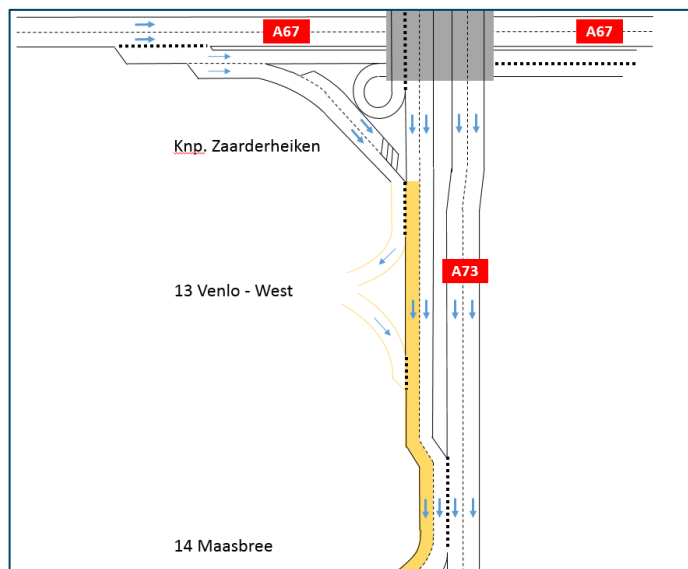 A67
A67
Knp. Zaarderheiken
A73
13 Venlo - West
14 Maasbree